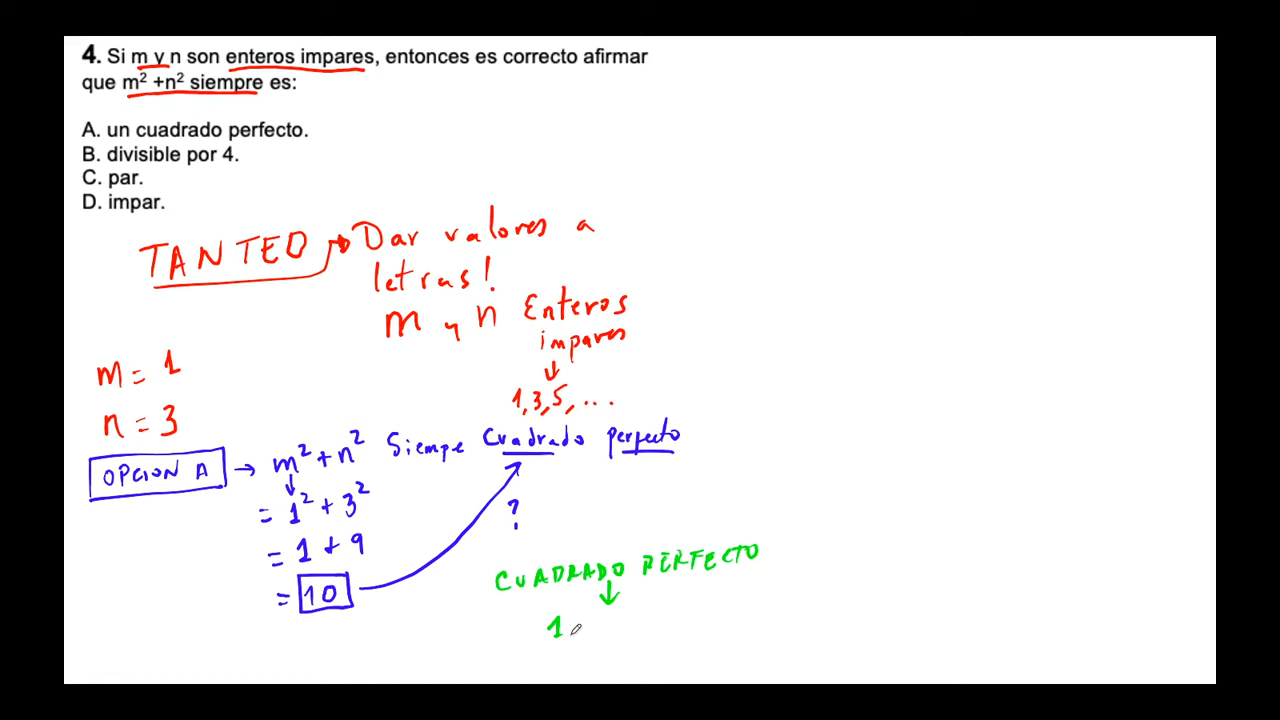 4. Si m y n son enteros impares, entonces es correcto afirmar
que m² +n² siempre es:
A. un cuadrado perfecto.
B. divisible por 4.
C. par.
D. impar.
TANTEO → Dar valores a
letras!
m y n Enteros
impares
1,3,5,...
m = 1
n = 3
OPCION A → m² + n² Siempe Cuadrado perfecto
= 1² + 3²
?
= 1 + 9
= 10
CUADRADO PERFECTO
1